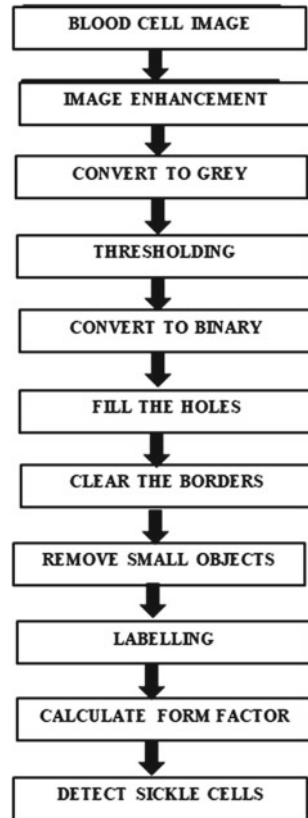 BLOOD CELL IMAGE
IMAGE ENHANCEMENT
CONVERT TO GREY
THRESHOLDING
CONVERT TO BINARY
FILL THE HOLES
CLEAR THE BORDERS
REMOVE SMALL OBJECTS
LABELLING
CALCULATE FORM FACTOR
DETECT SICKLE CELLS